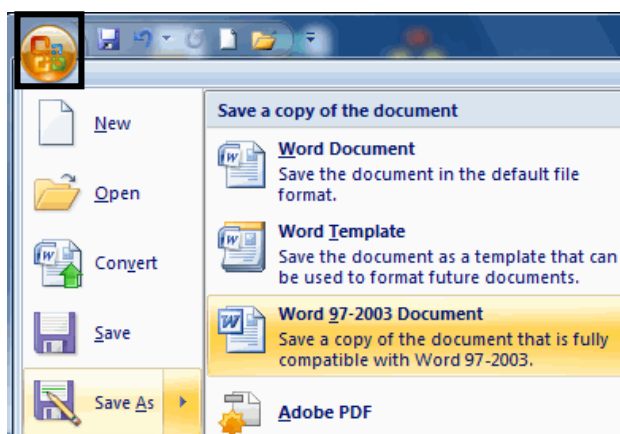 New
Open
Convert
Save
Save As
Save a copy of the document
Word Document
Save the document in the default file
format.
Word Template
Save the document as a template that can
be used to format future documents.
Word 97-2003 Document
Save a copy of the document that is fully
compatible with Word 97-2003.
Adobe PDF